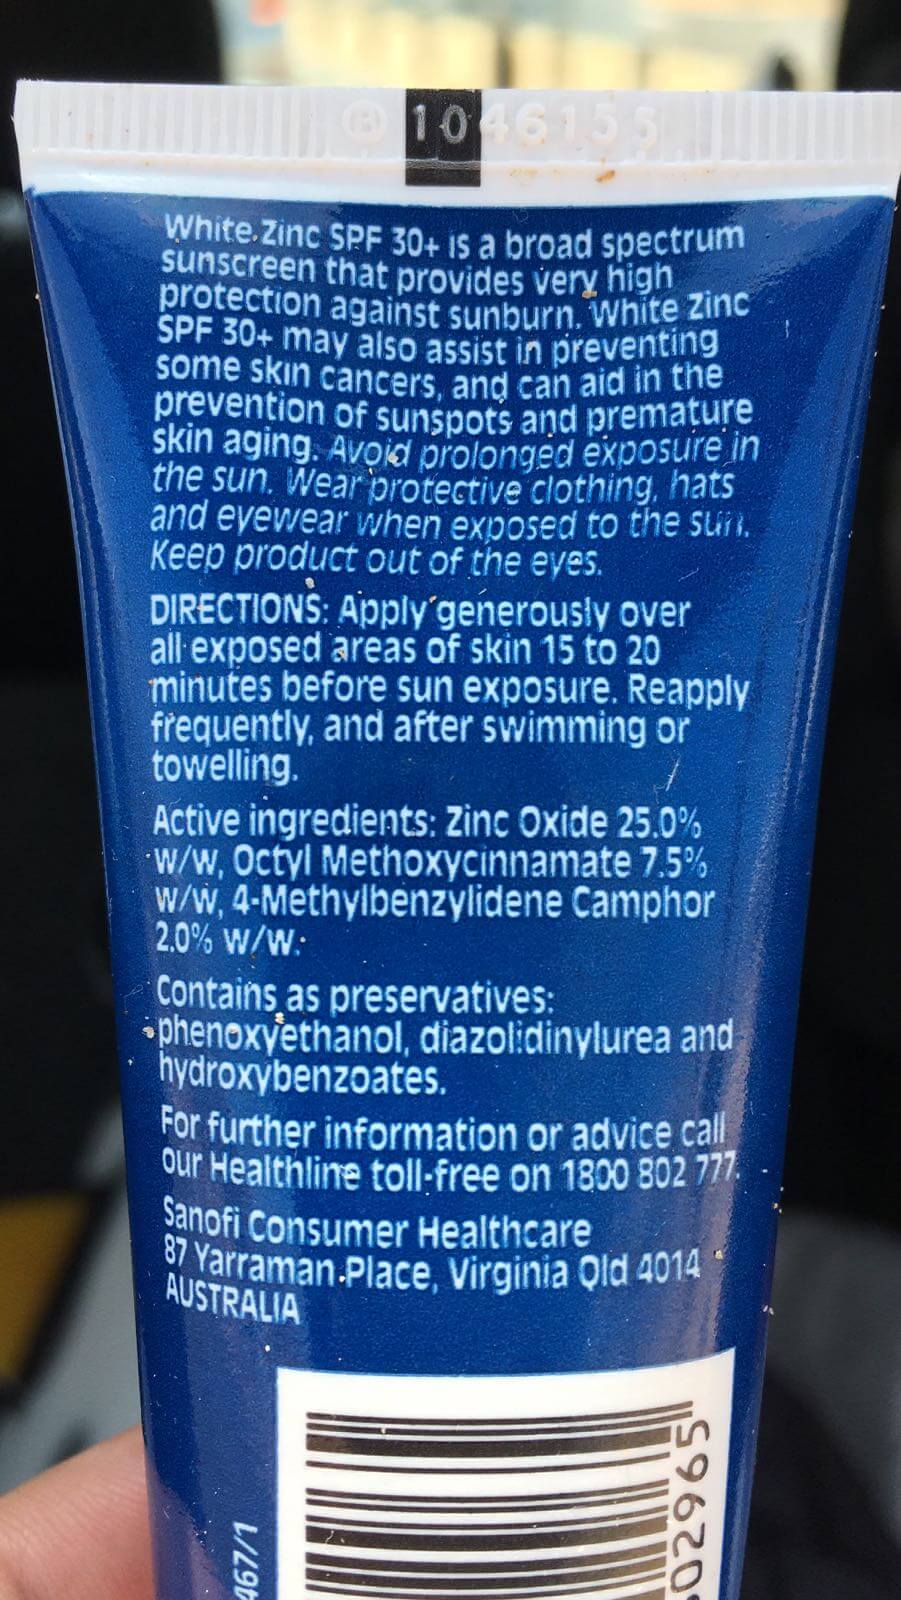 B 1046155
White Zinc SPF 30+ is a broad spectrum
sunscreen that provides very high
protection against sunburn. White Zinc
SPF 30+ may also assist in preventing
some skin cancers, and can aid in the
prevention of sunspots and premature
skin aging. Avoid prolonged exposure in
the sun. Wear protective clothing, hats
and eyewear when exposed to the sun.
Keep product out of the eyes.
DIRECTIONS: Apply generously over
all exposed areas of skin 15 to 20
minutes before sun exposure. Reapply
frequently, and after swimming or
towelling.
Active ingredients: Zinc Oxide 25.0%
w/w, Octyl Methoxycinnamate 7.5%
w/w, 4-Methylbenzylidene Camphor
2.0% w/w.
Contains as preservatives:
phenoxyethanol, diazolidinylurea and
hydroxybenzoates.
For further information or advice call
our Healthline toll-free on 1800 802 777.
Sanofi Consumer Healthcare
87 Yarraman Place, Virginia Qld 4014
AUSTRALIA
467/1
02965